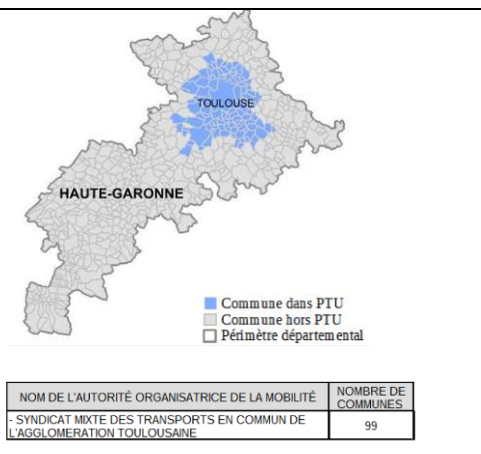 TOULOUSE
HAUTE-GARONNE
Commune dans PTU
Commune hors PTU
Périmètre départemental
NOM DE L'AUTORITÉ ORGANISATRICE DE LA MOBILITÉ
NOMBRE DE
COMMUNES
- SYNDICAT MIXTE DES TRANSPORTS EN COMMUN DE
L'AGGLOMERATION TOULOUSAINE
99